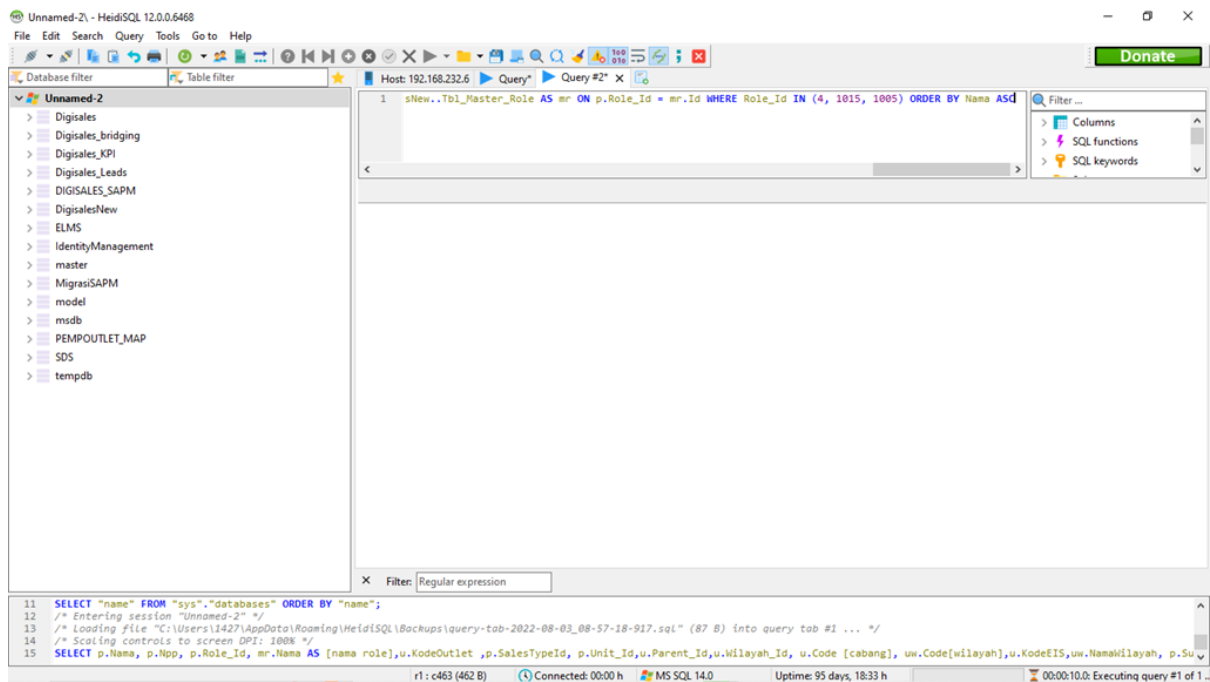 Unnamed-2\ - HeidiSQL 12.0.0.6468
File Edit Search Query Tools Go to Help
Donate
Database filter
Table filter
Host: 192.168.232.6 Query* Query #2*
Unnamed-2
Digisales
Digisales_bridging
Digisales_KPI
Digisales_Leads
DIGISALES_SAPM
DigisalesNew
ELMS
IdentityManagement
master
MigrasiSAPM
model
msdb
PEMPOUTLET_MAP
SDS
tempdb
1 sNew..Tbl_Master_Role AS mr ON p.Role_Id = mr.Id WHERE Role_Id IN (4, 1015, 1005) ORDER BY Nama ASC
Filter ...
Columns
SQL functions
SQL keywords
Filter: Regular expression
11 SELECT "name" FROM "sys"."databases" ORDER BY "name";
12 /* Entering session "Unnamed-2" */
13 /* Loading file "C:\Users\1427\AppData\Roaming\HeidiSQL\Backups\query-tab-2022-08-03_08-57-18-917.sql" (87 B) into query tab #1 ... */
14 /* Scaling controls to screen DPI: 100% */
15 SELECT p.Nama, p.Npp, p.Role_Id, mr.Nama AS [nama role],u.KodeOutlet ,p.SalesTypeId, p.Unit_Id,u.Parent_Id,u.Wilayah_Id, u.Code [cabang], uw.Code[wilayah],u.KodeEIS,uw.NamaWilayah, p.Su
r1 : c463 (462 B) Connected: 00:00 h MS SQL 14.0 Uptime: 95 days, 18:33 h 00:00:10.0: Executing query #1 of 1 ..